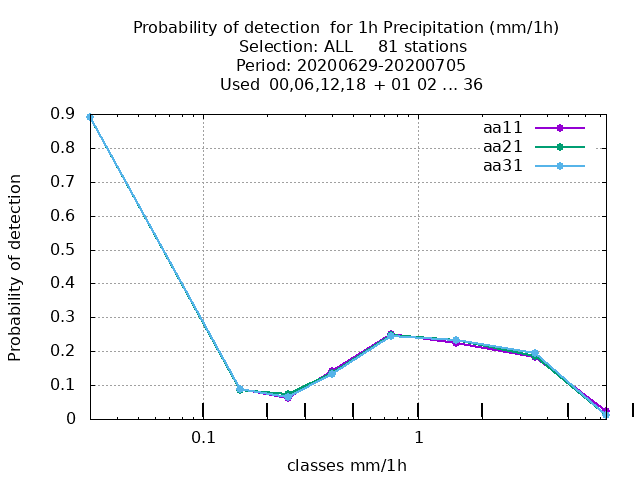 Probability of detection  for 1h Precipitation (mm/1h)
Selection: ALL     81 stations
Period: 20200629-20200705
Used  00,06,12,18  + 01 02 ... 36
aa11
aa21
aa31
0.9
0.8
0.7
0.6
0.5
0.4
0.3
0.2
0.1
0
Probability of detection
0.1 1
classes mm/1h